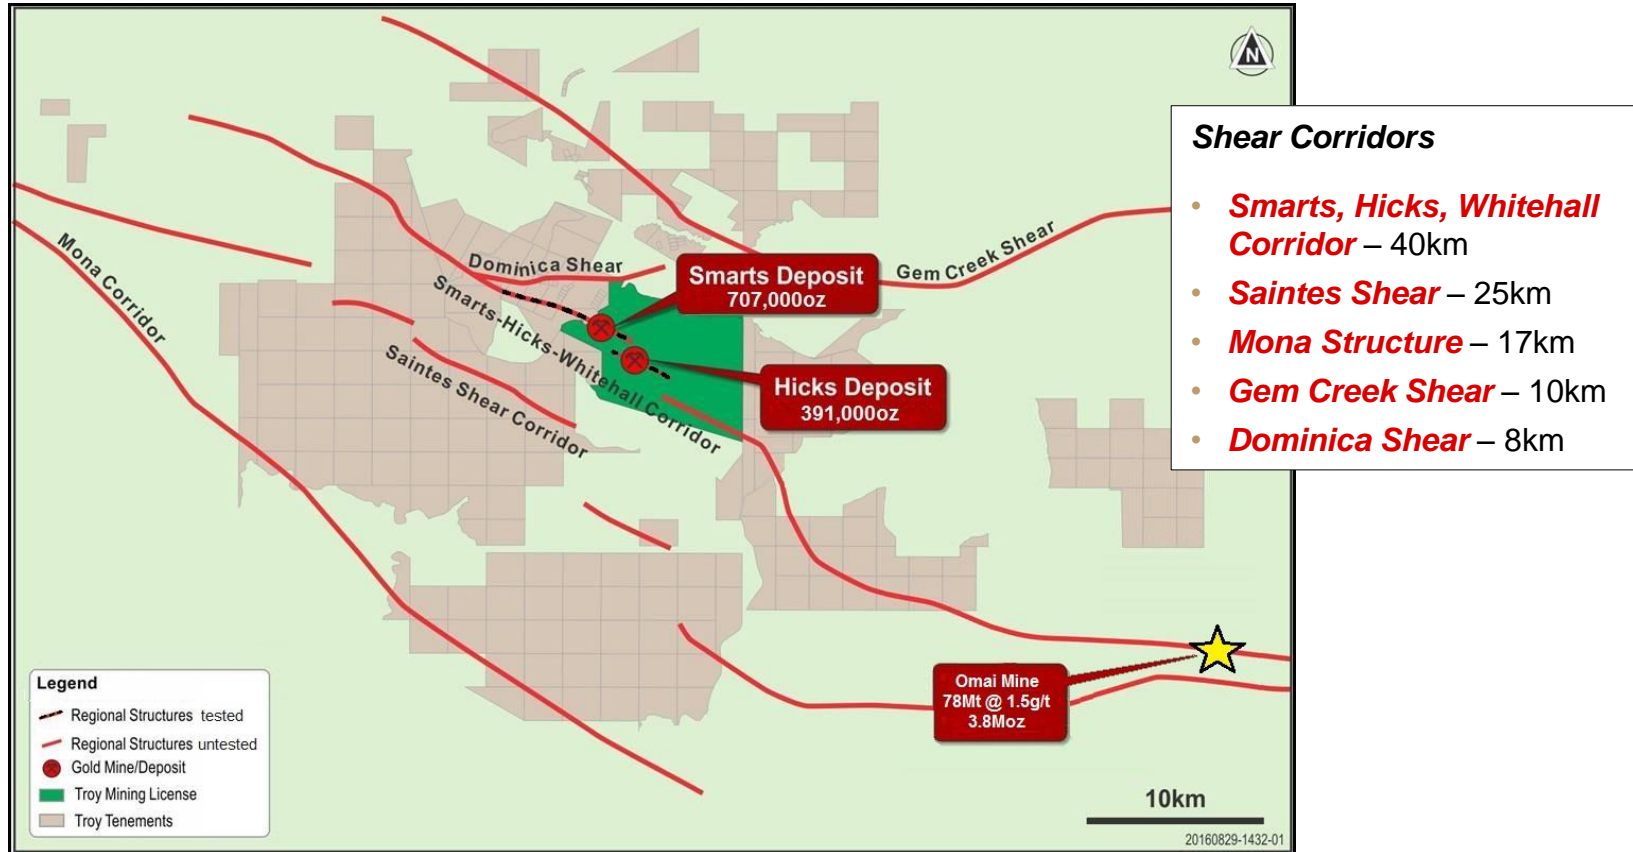 N
Shear Corridors
• Smarts, Hicks, Whitehall
Corridor – 40km
• Saintes Shear – 25km
• Mona Structure – 17km
• Gem Creek Shear – 10km
• Dominica Shear – 8km
Mona Corridor
Dominica Shear
Gem Creek Shear
Smarts Deposit
707,000oz
Smarts-Hicks-Whitehall Corridor
Saintes Shear Corridor
Hicks Deposit
391,000oz
Omai Mine
78Mt @ 1.5g/t
3.8Moz
Legend
Regional Structures tested
Regional Structures untested
Gold Mine/Deposit
Troy Mining License
Troy Tenements
10km
20160829-1432-01